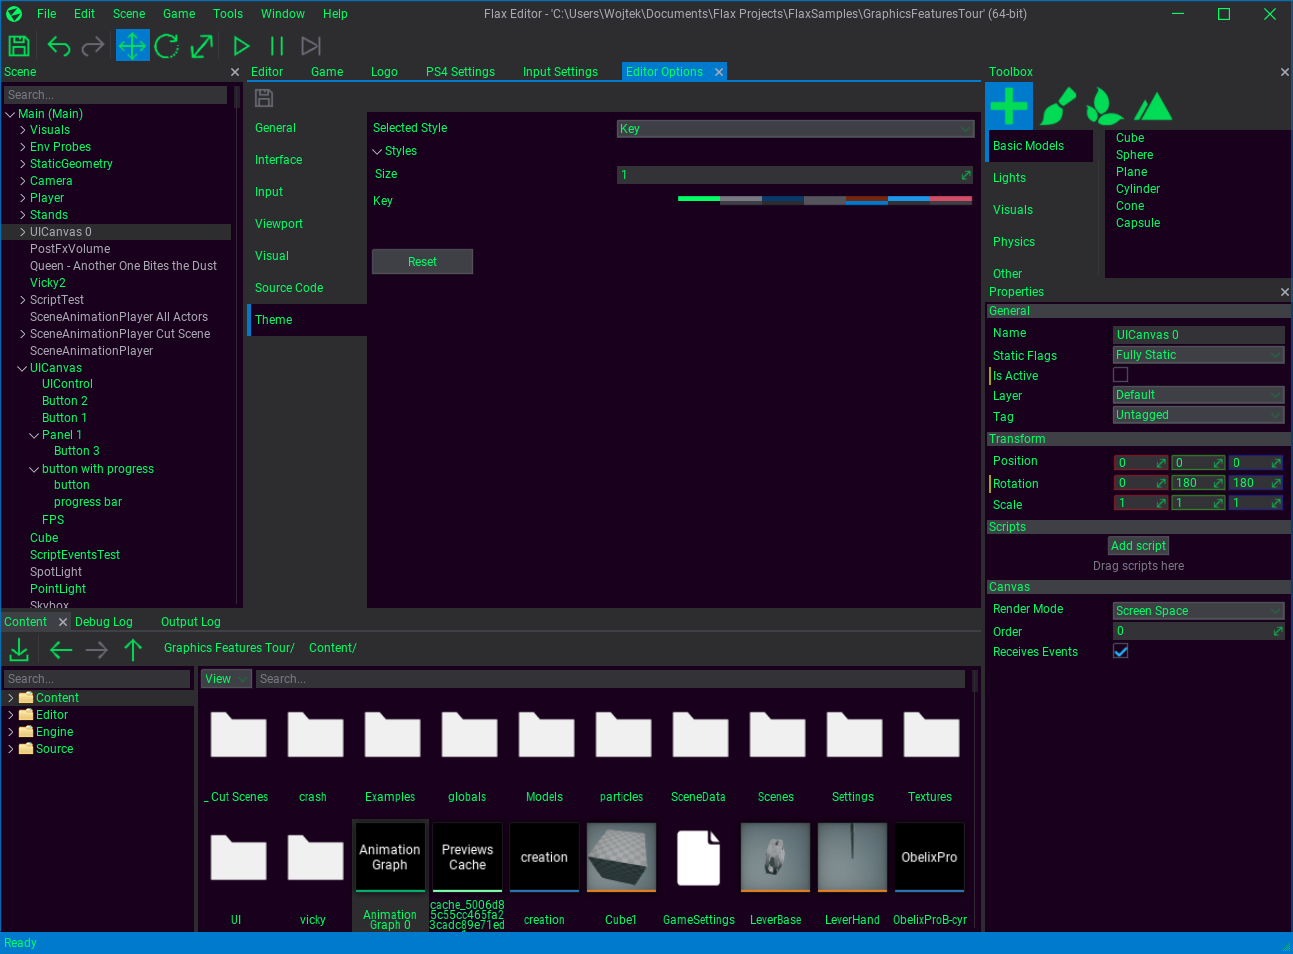 File Edit Scene Game Tools Window Help
Flax Editor - 'C:\Users\Wojtek\Documents\Flax Projects\FlaxSamples\GraphicsFeaturesTour' (64-bit)
Scene
Search...
Main (Main)
Visuals
Env Probes
StaticGeometry
Camera
Player
Stands
UICanvas 0
PostFxVolume
Queen - Another One Bites the Dust
Vicky2
ScriptTest
SceneAnimationPlayer All Actors
SceneAnimationPlayer Cut Scene
SceneAnimationPlayer
UICanvas
UIControl
Button 2
Button 1
Panel 1
Button 3
button with progress
button
progress bar
FPS
Cube
ScriptEventsTest
SpotLight
PointLight
Skybox
Editor Game Logo PS4 Settings Input Settings Editor Options
General
Interface
Input
Viewport
Visual
Source Code
Theme
Selected Style Key
Styles
Size 1
Key
Reset
Toolbox
Basic Models
Lights
Visuals
Physics
Other
Cube
Sphere
Plane
Cylinder
Cone
Capsule
Properties
General
Name UICanvas 0
Static Flags Fully Static
Is Active
Layer Default
Tag Untagged
Transform
Position 0 0 0
Rotation 0 180 180
Scale 1 1 1
Scripts
Add script
Drag scripts here
Canvas
Render Mode Screen Space
Order 0
Receives Events
Content Debug Log Output Log
Graphics Features Tour/ Content/
Search...
Content
Editor
Engine
Source
View Search...
_ Cut Scenes crash Examples globals Models particles SceneData Scenes Settings Textures
Animation
Graph
Previews
Cache
creation
ObelixPro
UI vicky
Animation
Graph 0
cache_5006d8
5c55cc465fa2
3cadc89e71ed
creation Cube1 GameSettings LeverBase LeverHand ObelixProB-cyr
Ready